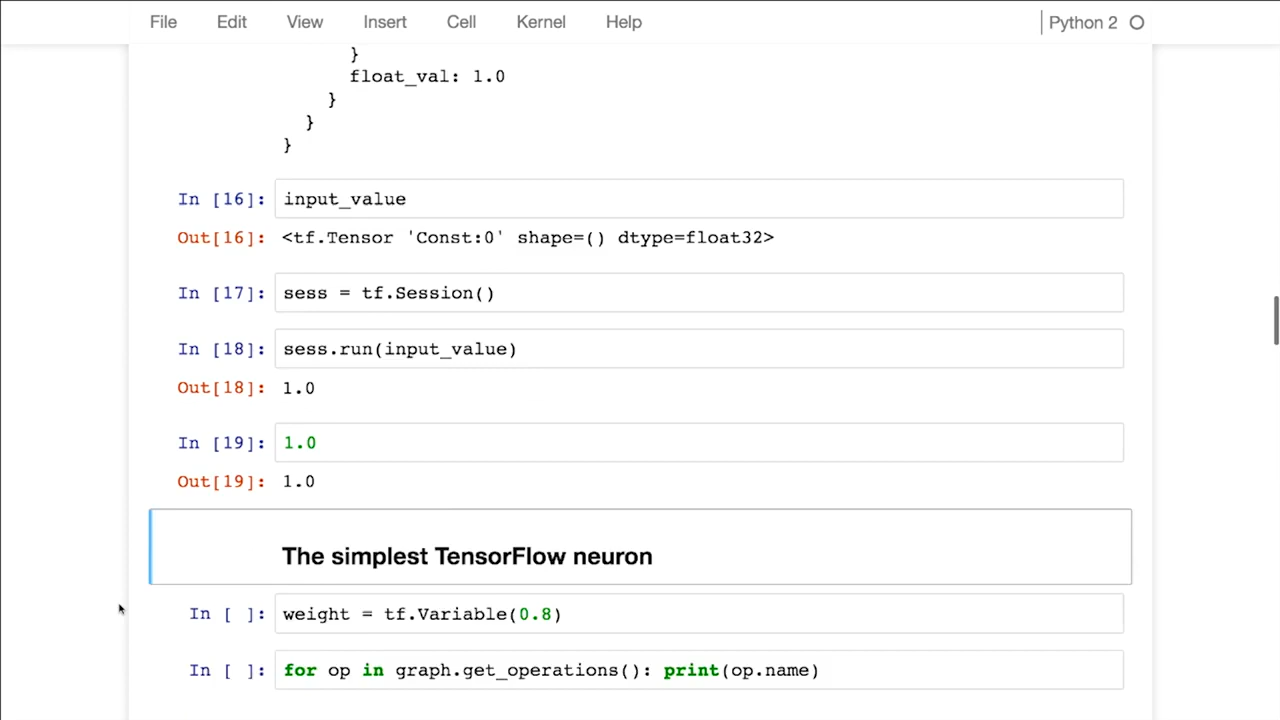 File Edit View Insert Cell Kernel Help Python 2
}
float_val: 1.0
}
}
}
In [16]: input_value
Out[16]: <tf.Tensor 'Const:0' shape=() dtype=float32>
In [17]: sess = tf.Session()
In [18]: sess.run(input_value)
Out[18]: 1.0
In [19]: 1.0
Out[19]: 1.0
The simplest TensorFlow neuron
In [ ]: weight = tf.Variable(0.8)
In [ ]: for op in graph.get_operations(): print(op.name)